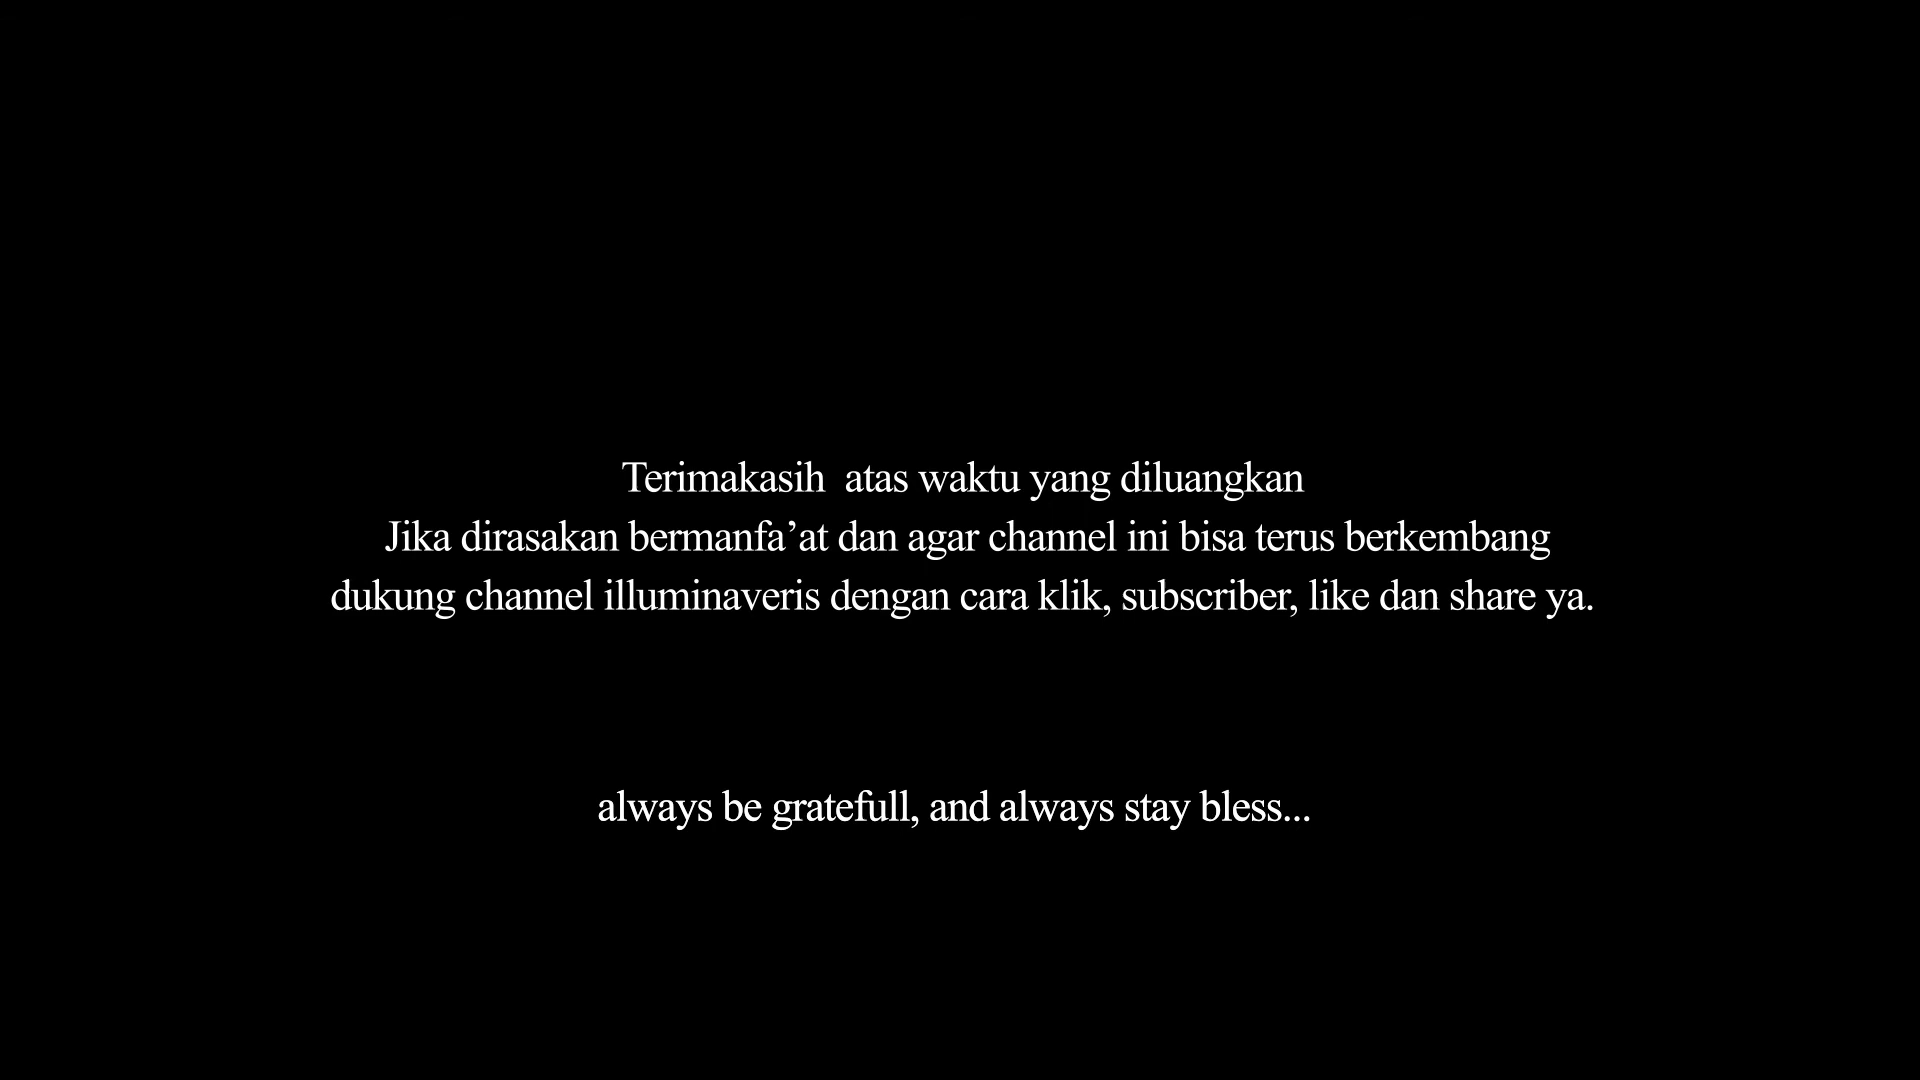 Terimakasih  atas waktu yang diluangkan
Jika dirasakan bermanfa’at dan agar channel ini bisa terus berkembang
dukung channel illuminaveris dengan cara klik, subscriber, like dan share ya.
always be gratefull, and always stay bless...